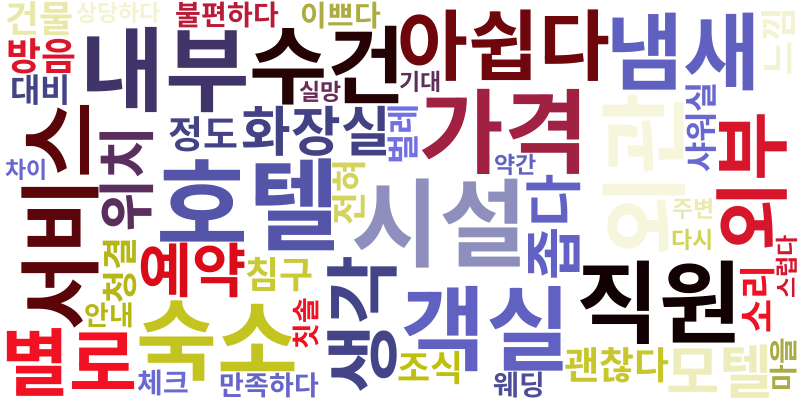 건물
상당하다
불편하다
이쁘다
느낌
방음
내부
수건
아쉽다
냄새
대비
실망
기대
서비스
위치
정도
화장실
벌레
가격
샤워실
외관
외부
차이
호텔
전혀
약간
시설
좁다
주변
다시
청결
예약
침구
생각
객실
직원
소리
스럽다
안내
숙소
칫솔
별로
체크
만족하다
조식
웨딩
괜찮다
모텔
마을